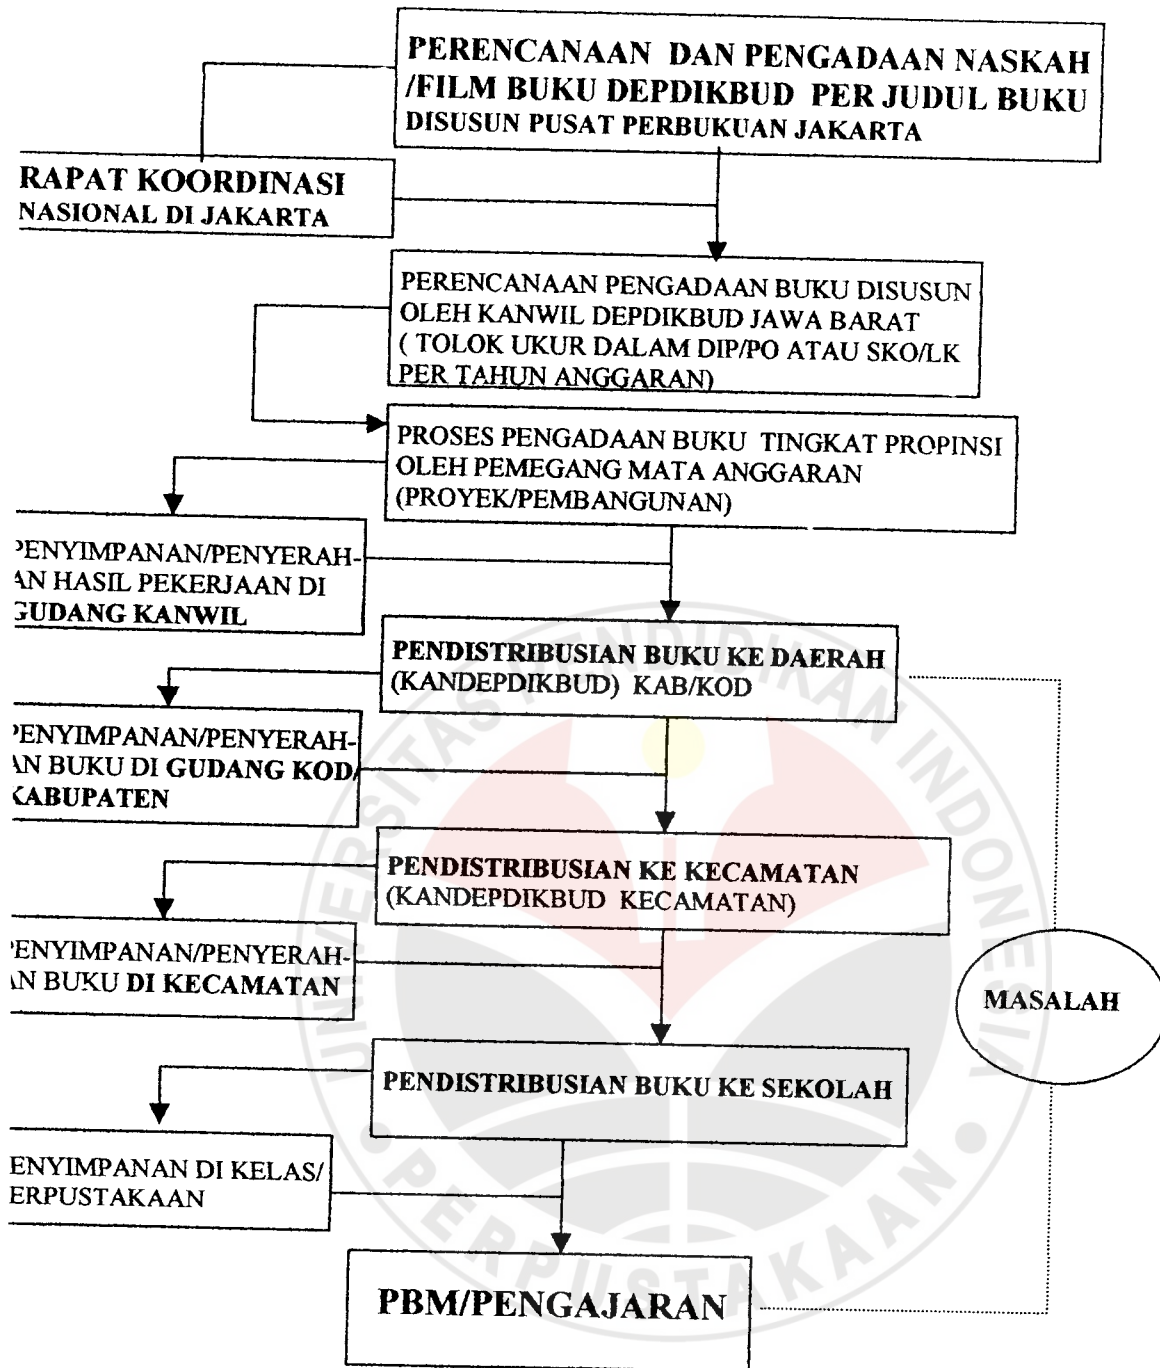 PERENCANAAN DAN PENGADAAN NASKAH
/FILM BUKU DEPDIKBUD PER JUDUL BUKU
DISUSUN PUSAT PERBUKUAN JAKARTA
RAPAT KOORDINASI
NASIONAL DI JAKARTA
PERENCANAAN PENGADAAN BUKU DISUSUN
OLEH KANWIL DEPDIKBUD JAWA BARAT
( TOLOK UKUR DALAM DIP/PO ATAU SKO/LK
PER TAHUN ANGGARAN)
PROSES PENGADAAN BUKU TINGKAT PROPINSI
OLEH PEMEGANG MATA ANGGARAN
(PROYEK/PEMBANGUNAN)
PENYIMPANAN/PENYERAH-
AN HASIL PEKERJAAN DI
GUDANG KANWIL
PENDISTRIBUSIAN BUKU KE DAERAH
(KANDEPDIKBUD) KAB/KOD
PENYIMPANAN/PENYERAH-
AN BUKU DI GUDANG KOD/
KABUPATEN
PENDISTRIBUSIAN KE KECAMATAN
(KANDEPDIKBUD KECAMATAN)
PENYIMPANAN/PENYERAH-
AN BUKU DI KECAMATAN
MASALAH
PENDISTRIBUSIAN BUKU KE SEKOLAH
ENYIMPANAN DI KELAS/
ERPUSTAKAAN
PBM/PENGAJARAN
UNIVERSITAS PENDIDIKAN INDONESIA
PERPUSTAKAAN